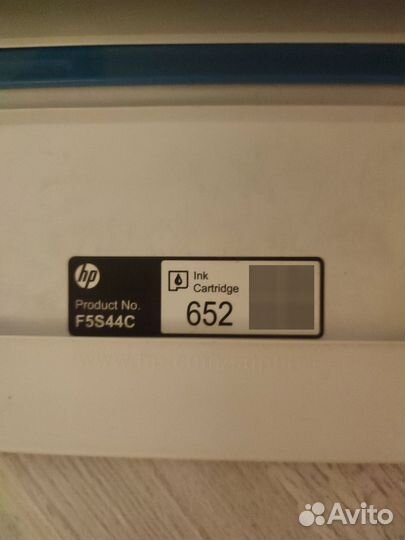 hp
Product No.
F5S44C
Ink
Cartridge
652
Avito